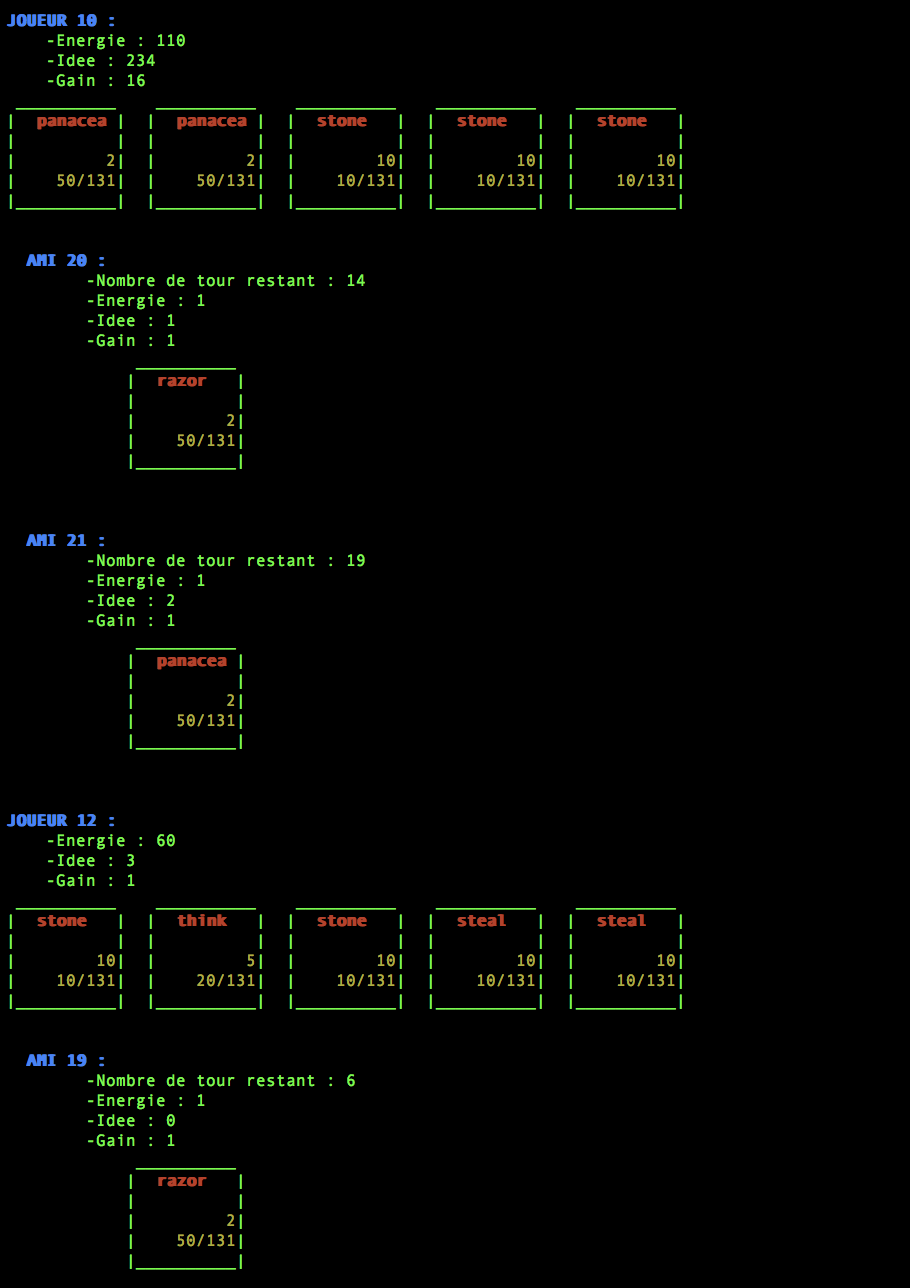 JOUEUR 10 :
-Energie : 110
-Idee : 234
-Gain : 16
panacea panacea stone stone stone
2 2 10 10 10
50/131 50/131 10/131 10/131 10/131
AMI 20 :
-Nombre de tour restant : 14
-Energie : 1
-Idee : 1
-Gain : 1
razor
2
50/131
AMI 21 :
-Nombre de tour restant : 19
-Energie : 1
-Idee : 2
-Gain : 1
panacea
2
50/131
JOUEUR 12 :
-Energie : 60
-Idee : 3
-Gain : 1
stone think stone steal steal
10 5 10 10 10
10/131 20/131 10/131 10/131 10/131
AMI 19 :
-Nombre de tour restant : 6
-Energie : 1
-Idee : 0
-Gain : 1
razor
2
50/131